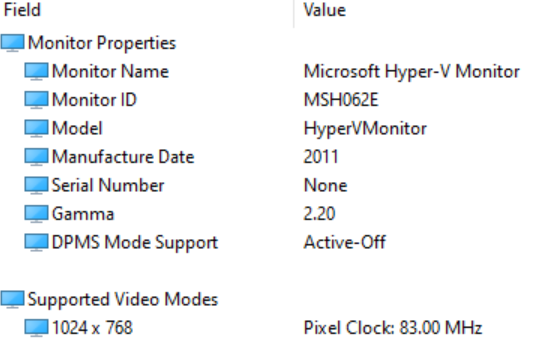 Field Value
Monitor Properties
Monitor Name Microsoft Hyper-V Monitor
Monitor ID MSH062E
Model HyperVMonitor
Manufacture Date 2011
Serial Number None
Gamma 2.20
DPMS Mode Support Active-Off
Supported Video Modes
1024 x 768 Pixel Clock: 83.00 MHz